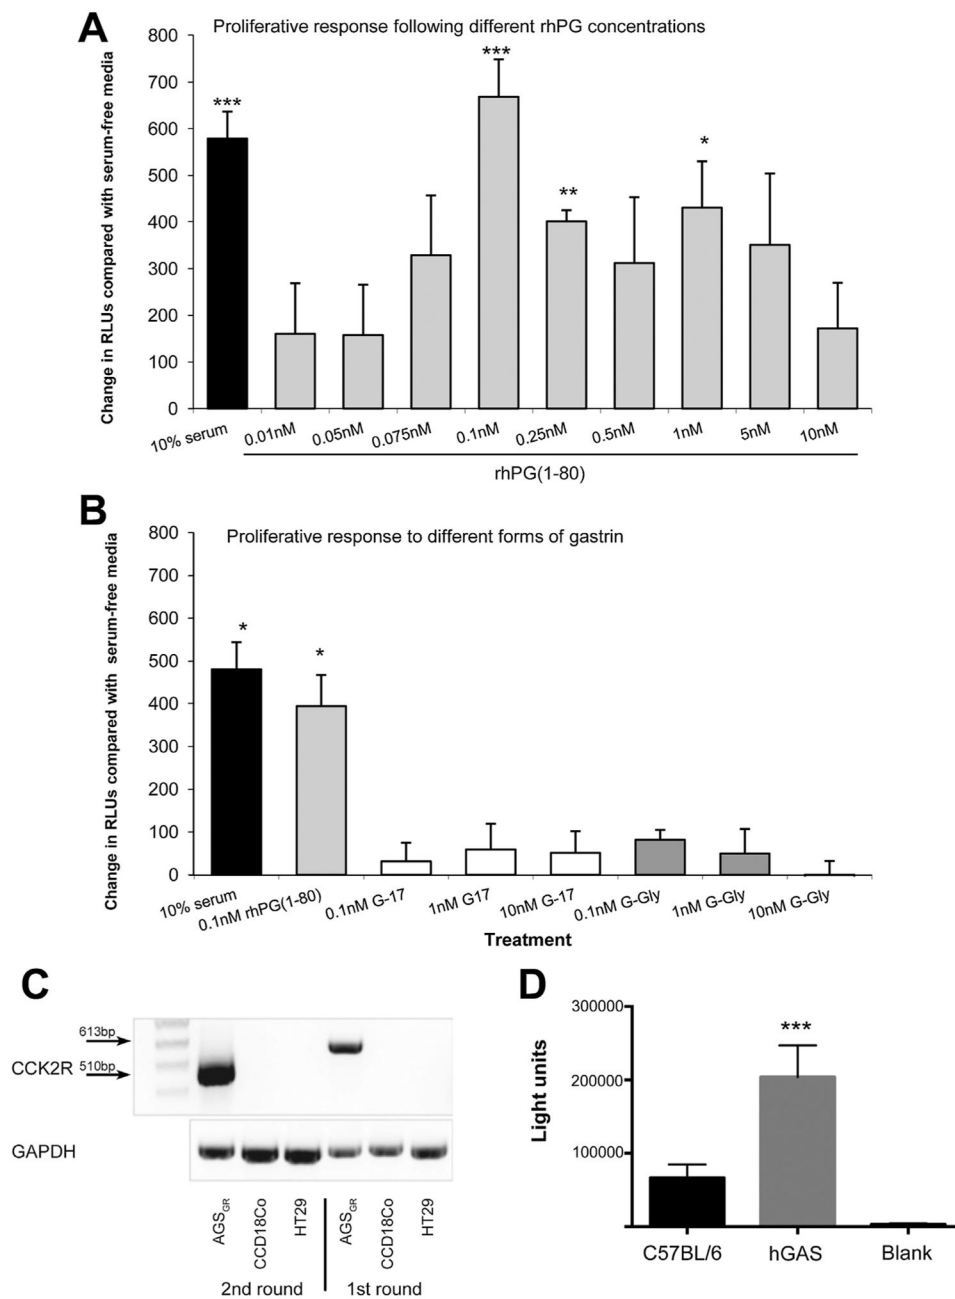 A
Proliferative response following different rhPG concentrations
Change in RLUs compared with serum-free media
800
700
600
500
400
300
200
100
0
***
***
**
*
10% serum
0.01nM
0.05nM
0.075nM
0.1nM
0.25nM
0.5nM
1nM
5nM
10nM
rhPG(1-80)
B
Proliferative response to different forms of gastrin
Change in RLUs compared with serum-free media
800
700
600
500
400
300
200
100
0
*
*
10% serum
0.1nM rhPG(1-80)
0.1nM G-17
1nM G17
10nM G-17
0.1nM G-Gly
1nM G-Gly
10nM G-Gly
Treatment
C
613bp
CCK2R
510bp
GAPDH
AGSGR
CCD18Co
HT29
AGSGR
CCD18Co
HT29
2nd round
1st round
D
Light units
300000
200000
100000
***
C57BL/6
hGAS
Blank